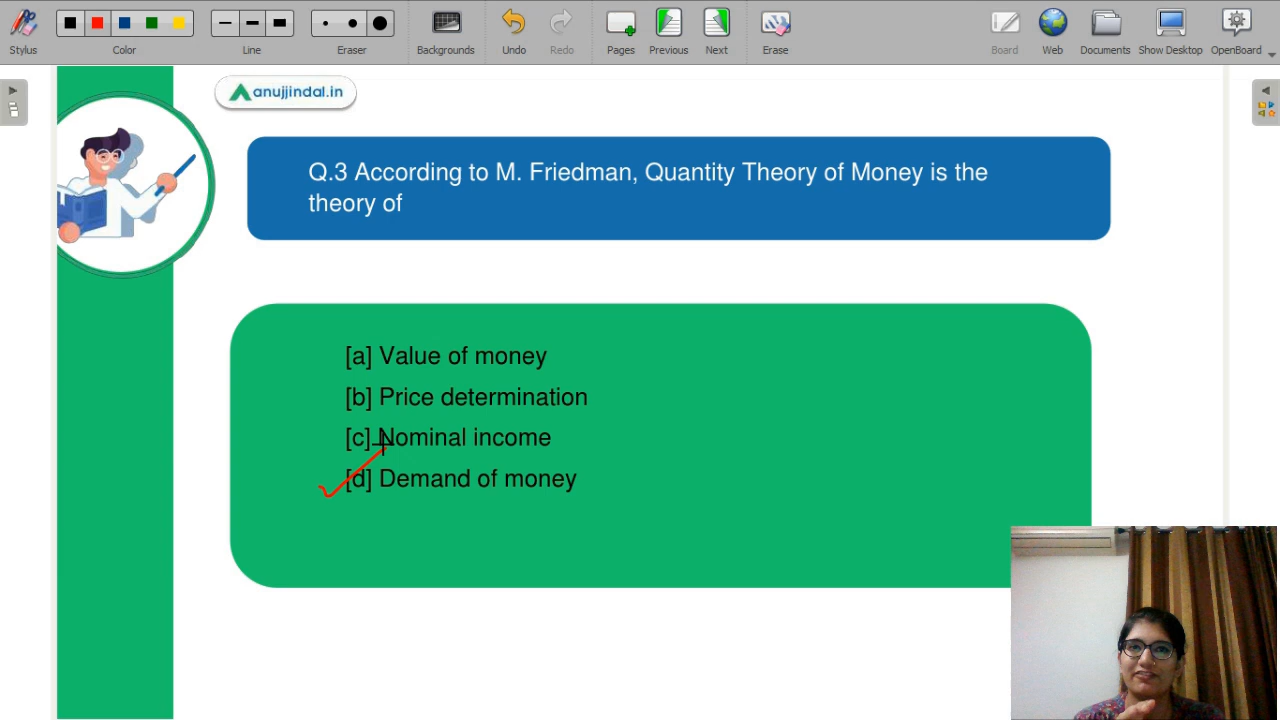 Stylus
Color
Line
Eraser
Backgrounds
Undo
Redo
Pages
Previous
Next
Erase
Board
Web
Documents
Show Desktop
OpenBoard
anujjindal.in
Q.3 According to M. Friedman, Quantity Theory of Money is the
theory of
[a] Value of money
[b] Price determination
[c] Nominal income
[d] Demand of money